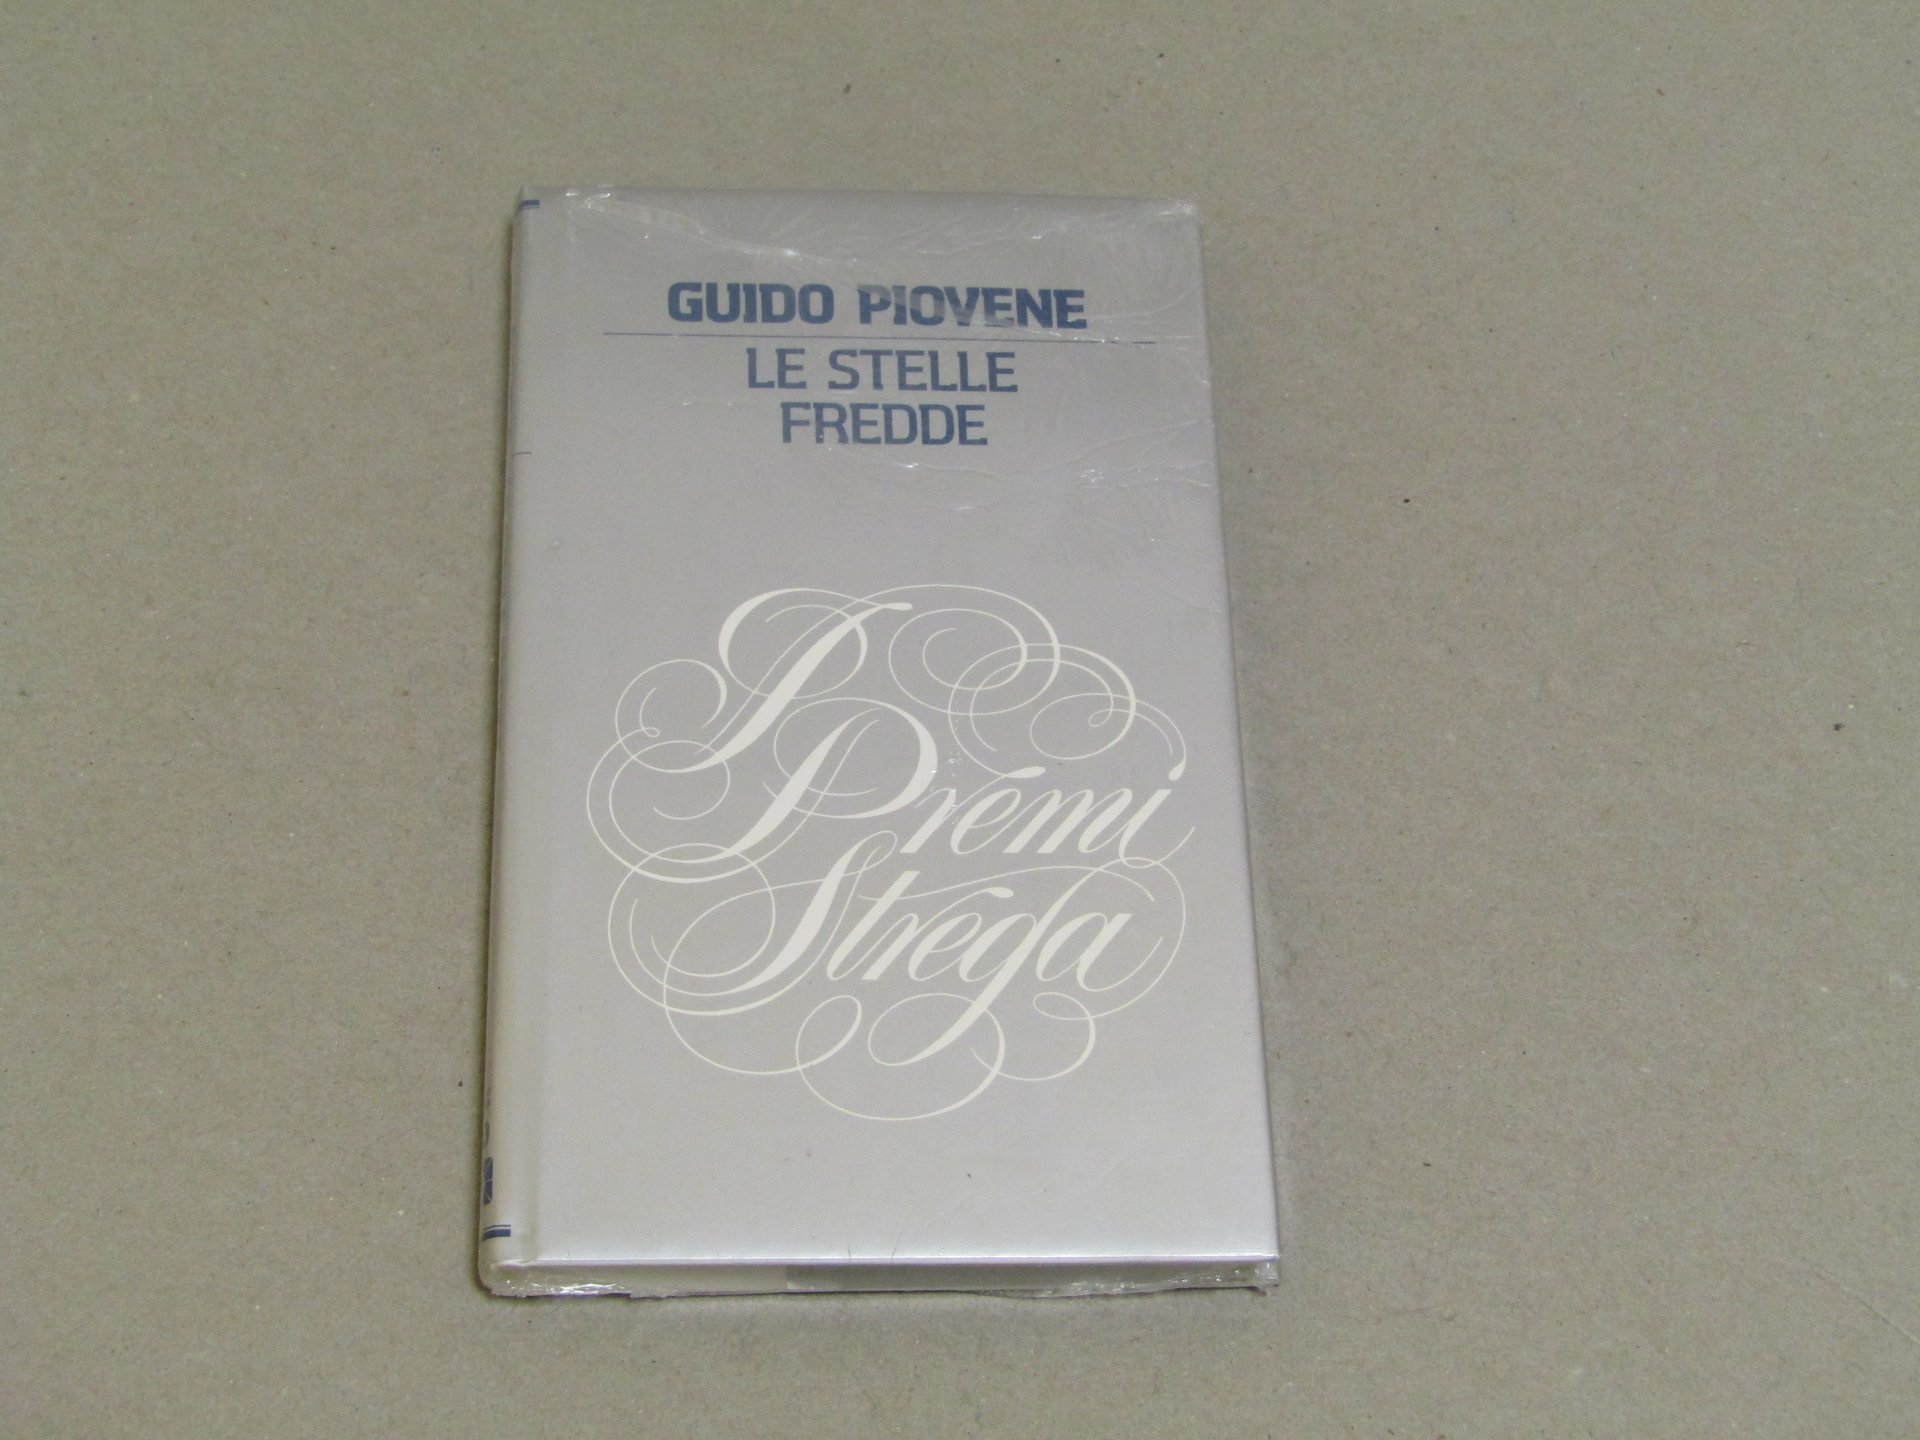 GUIDO PIOVENE
LE STELLE
FREDDE
I
Premi
Strega